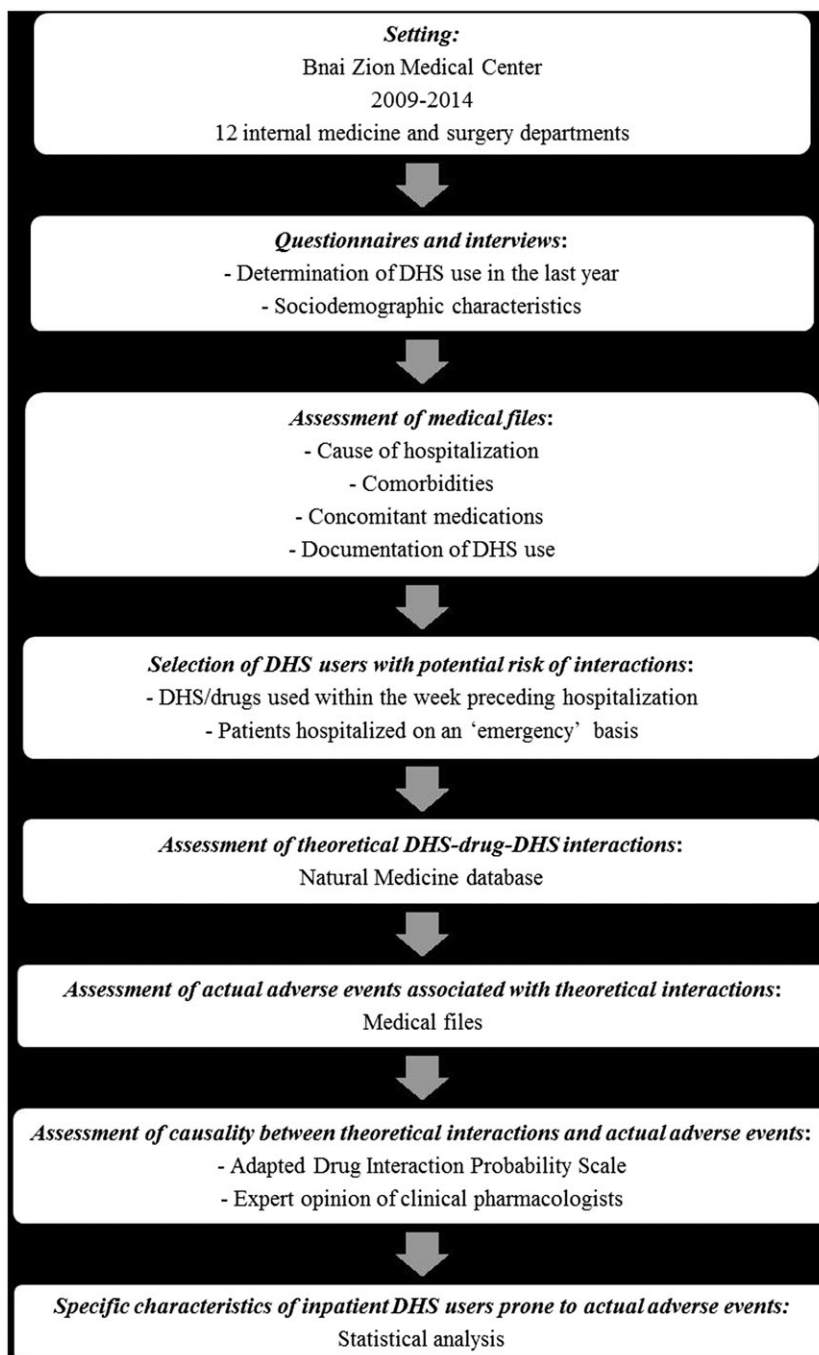 Setting:
Bnai Zion Medical Center
2009-2014
12 internal medicine and surgery departments
Questionnaires and interviews:
- Determination of DHS use in the last year
- Sociodemographic characteristics
Assessment of medical files:
- Cause of hospitalization
- Comorbidities
- Concomitant medications
- Documentation of DHS use
Selection of DHS users with potential risk of interactions:
- DHS/drugs used within the week preceding hospitalization
- Patients hospitalized on an ‘emergency’ basis
Assessment of theoretical DHS-drug-DHS interactions:
Natural Medicine database
Assessment of actual adverse events associated with theoretical interactions:
Medical files
Assessment of causality between theoretical interactions and actual adverse events:
- Adapted Drug Interaction Probability Scale
- Expert opinion of clinical pharmacologists
Specific characteristics of inpatient DHS users prone to actual adverse events:
Statistical analysis